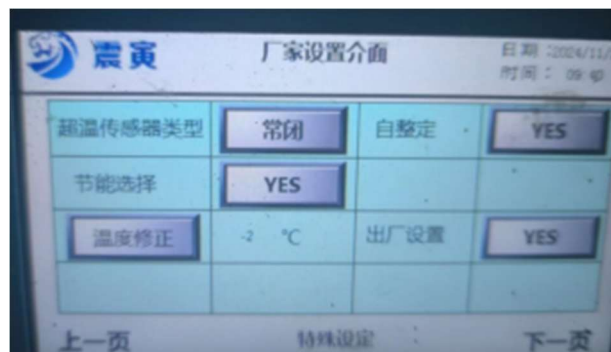 震寅
厂家设置介面
日期:2024/11/
时间: 09:40
超温传感器类型 常闭 自整定 YES
节能选择 YES
温度修正 -2 ℃ 出厂设置 YES
上一页 特殊设定 下一页